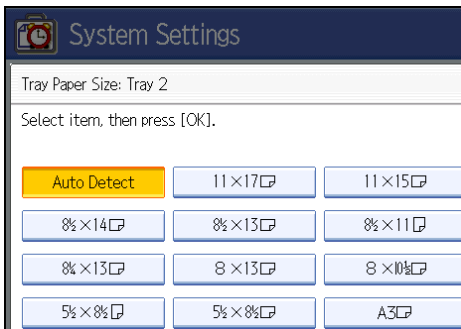 System Settings
Tray Paper Size: Tray 2
Select item, then press [OK].
Auto Detect 11×17 11×15
8½×14 8½×13 8½×11
8¼×13 8×13 8×10½
5½×8½ 5½×8½ A3